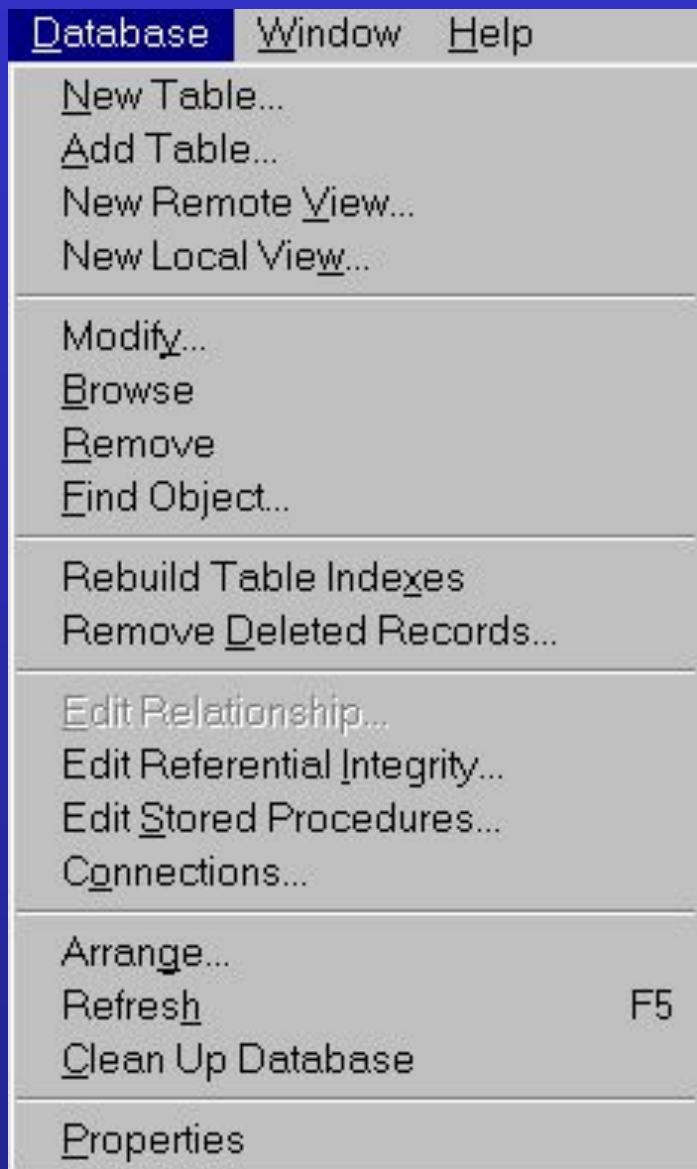 Database Window Help
New Table...
Add Table...
New Remote View...
New Local View...
Modify...
Browse
Remove
Find Object...
Rebuild Table Indexes
Remove Deleted Records...
Edit Relationship...
Edit Referential Integrity...
Edit Stored Procedures...
Connections...
Arrange...
Refresh F5
Clean Up Database
Properties